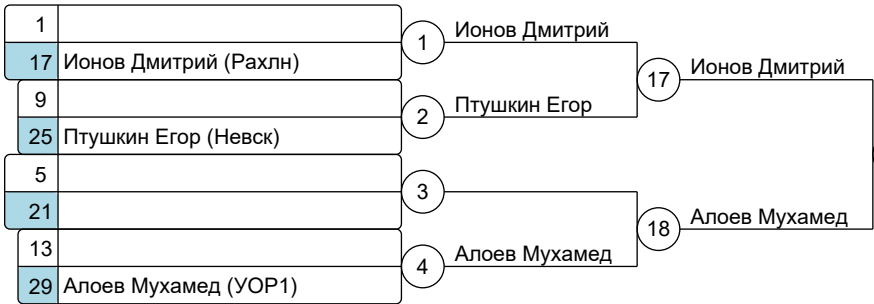 1
17 Ионов Дмитрий (Рахлн)
9
25 Птушкин Егор (Невск)
5
21
13
29 Алоев Мухамед (УОР1)
1 Ионов Дмитрий
2 Птушкин Егор
3
4 Алоев Мухамед
17 Ионов Дмитрий
18 Алоев Мухамед